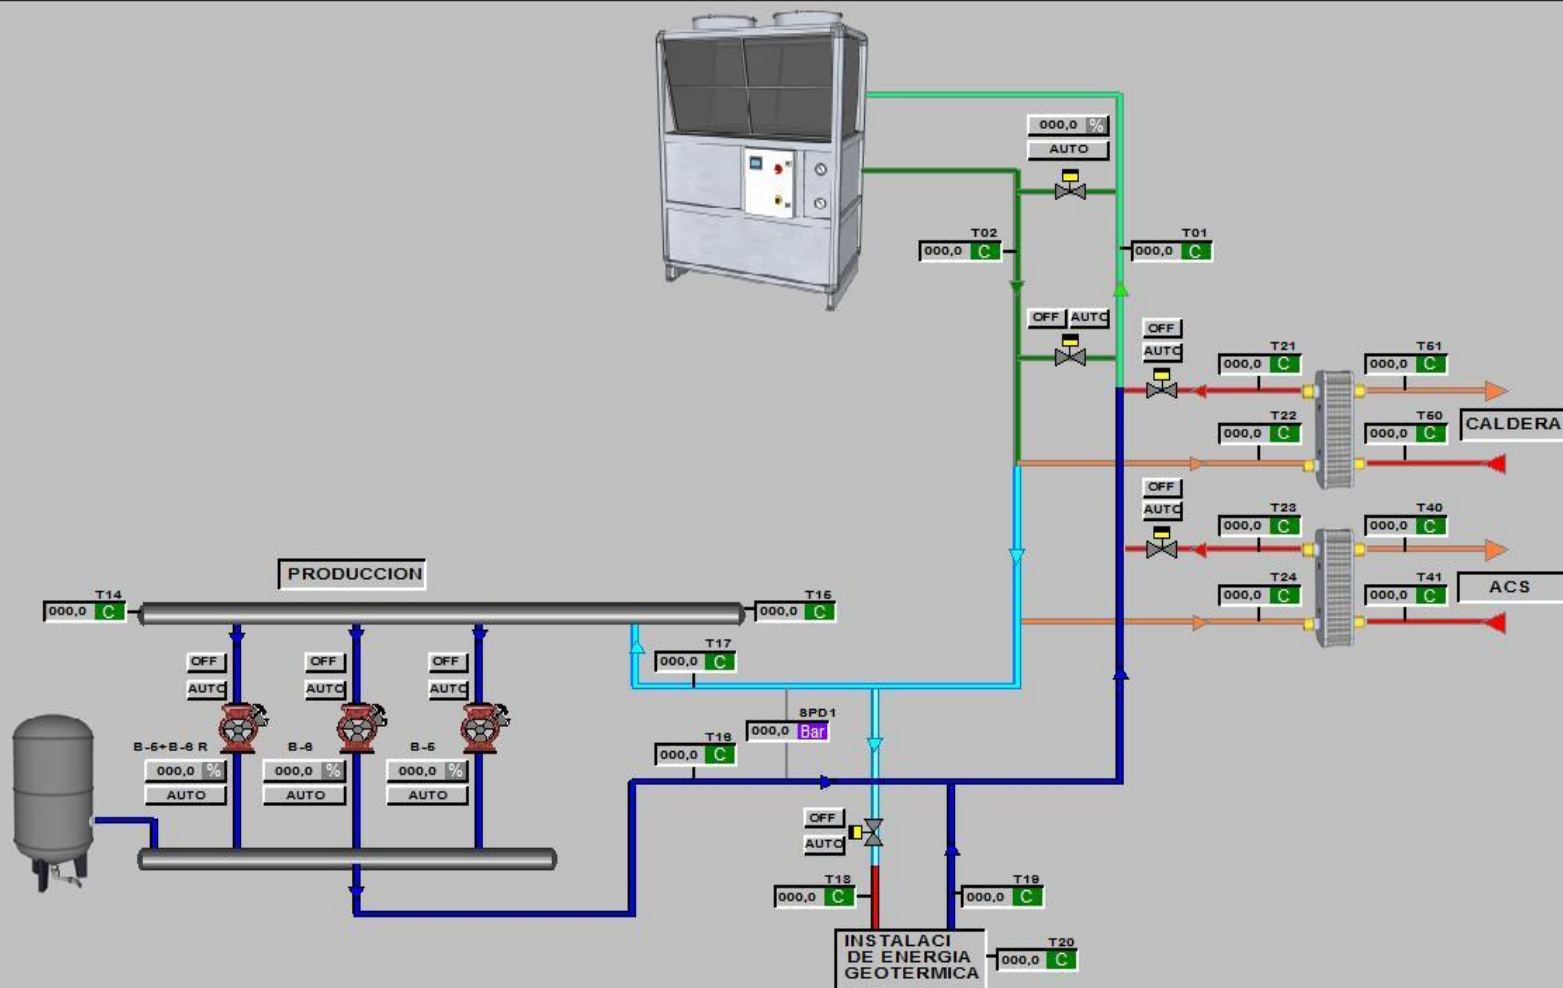 000,0 %
AUTO
T02
000,0 C
T01
000,0 C
OFF AUTO
OFF
AUTO
T21
000,0 C
T51
000,0 C
T22
000,0 C
T50
000,0 C
CALDERA
OFF
AUTO
T23
000,0 C
T40
000,0 C
T24
000,0 C
T41
000,0 C
ACS
PRODUCCION
T14
000,0 C
T15
000,0 C
OFF
AUTO
OFF
AUTO
OFF
AUTO
T17
000,0 C
SPD1
000,0 Bar
T16
000,0 C
B-5+B-6 R
000,0 %
AUTO
B-6
000,0 %
AUTO
B-5
000,0 %
AUTO
OFF
AUTO
T18
000,0 C
T19
000,0 C
INSTALACI
DE ENERGIA
GEOTERMICA
T20
000,0 C